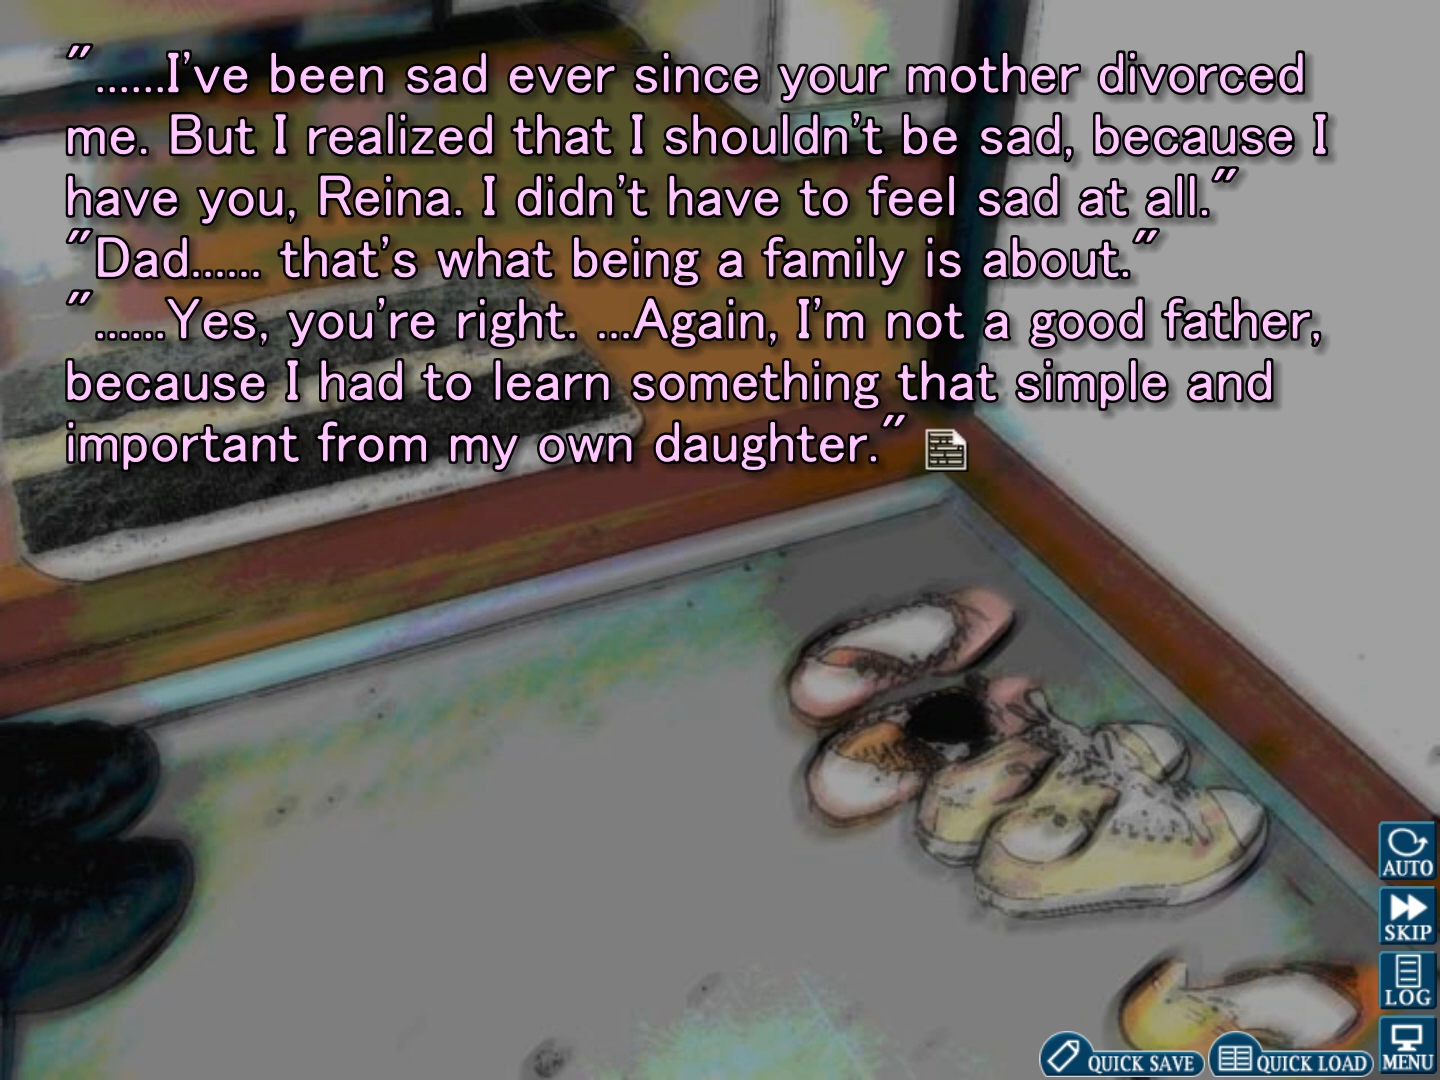 "......I've been sad ever since your mother divorced
me. But I realized that I shouldn't be sad, because I
have you, Reina. I didn't have to feel sad at all."
"Dad...... that's what being a family is about."
"......Yes, you're right. ...Again, I'm not a good father,
because I had to learn something that simple and
important from my own daughter."
AUTO
SKIP
LOG
QUICK SAVE
QUICK LOAD
MENU